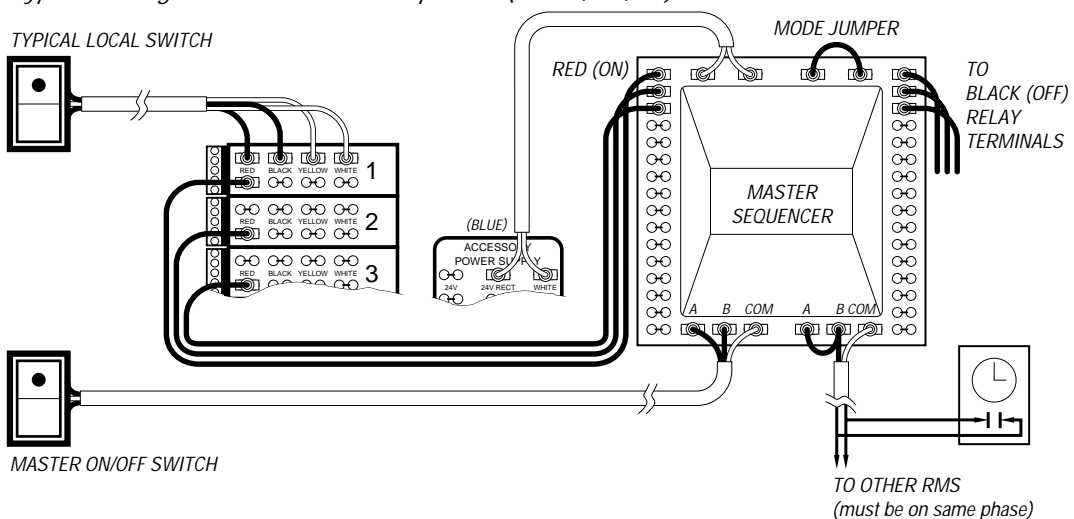 TYPICAL LOCAL SWITCH
MODE JUMPER
RED (ON)
TO
BLACK (OFF)
RELAY
TERMINALS
RED BLACK YELLOW WHITE 1
RED BLACK YELLOW WHITE 2
RED BLACK YELLOW WHITE 3
(BLUE)
ACCESSORY
POWER SUPPLY
24V 24V RECT WHITE
MASTER
SEQUENCER
A B COM A B COM
MASTER ON/OFF SWITCH
TO OTHER RMS
(must be on same phase)